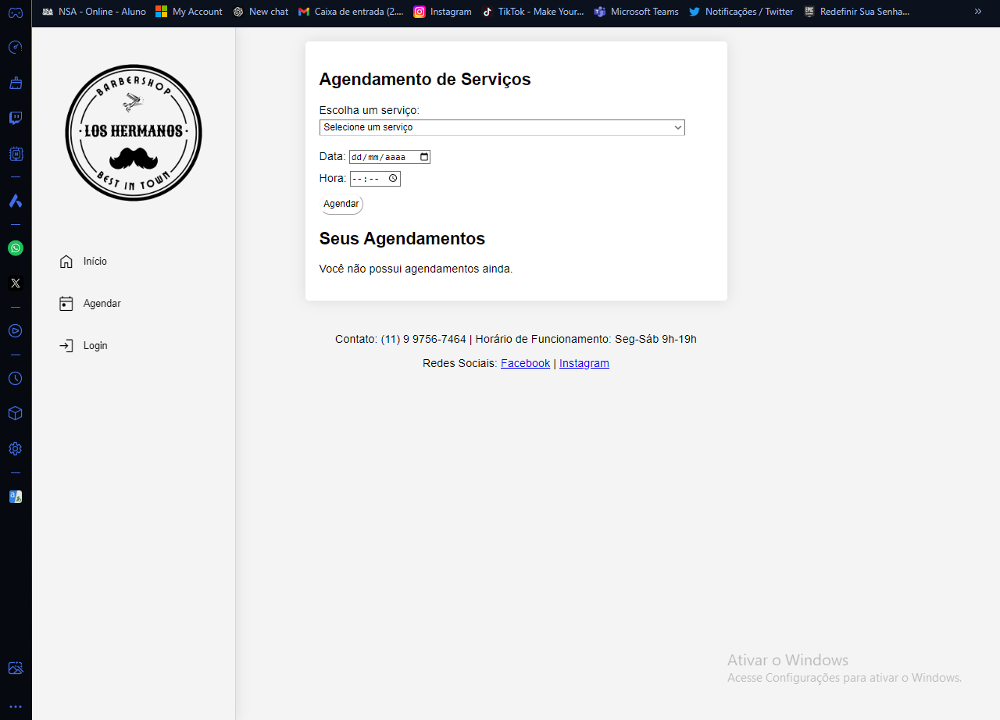 NSA - Online - Aluno My Account New chat Caixa de entrada (2.... Instagram TikTok - Make Your... Microsoft Teams Notificações / Twitter Redefinir Sua Senha... »
BARBERSHOP
LOS HERMANOS
BEST IN TOWN
Início
Agendar
Login
Agendamento de Serviços
Escolha um serviço:
Selecione um serviço
Data: dd/mm/aaaa
Hora: --:--
Agendar
Seus Agendamentos
Você não possui agendamentos ainda.
Contato: (11) 9 9756-7464 | Horário de Funcionamento: Seg-Sáb 9h-19h
Redes Sociais: Facebook | Instagram
Ativar o Windows
Acesse Configurações para ativar o Windows.